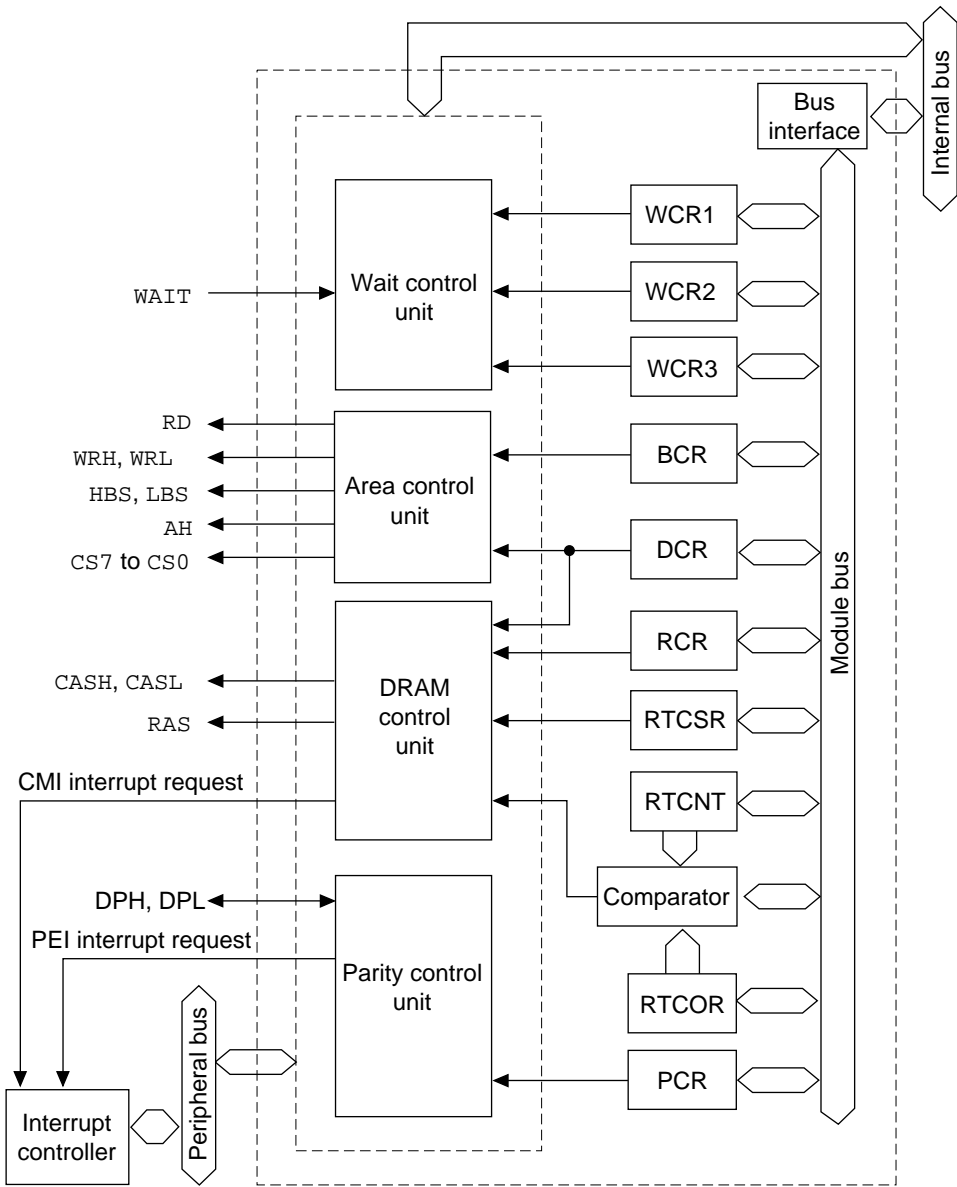 Internal bus
Bus
interface
WCR1
Wait control
unit
WAIT
WCR2
WCR3
RD
WRH, WRL
HBS, LBS
AH
CS7 to CS0
Area control
unit
BCR
DCR
Module bus
RCR
CASH, CASL
RAS
DRAM
control
unit
RTCSR
CMI interrupt request
RTCNT
Comparator
DPH, DPL
PEI interrupt request
Parity control
unit
RTCOR
PCR
Peripheral bus
Interrupt
controller